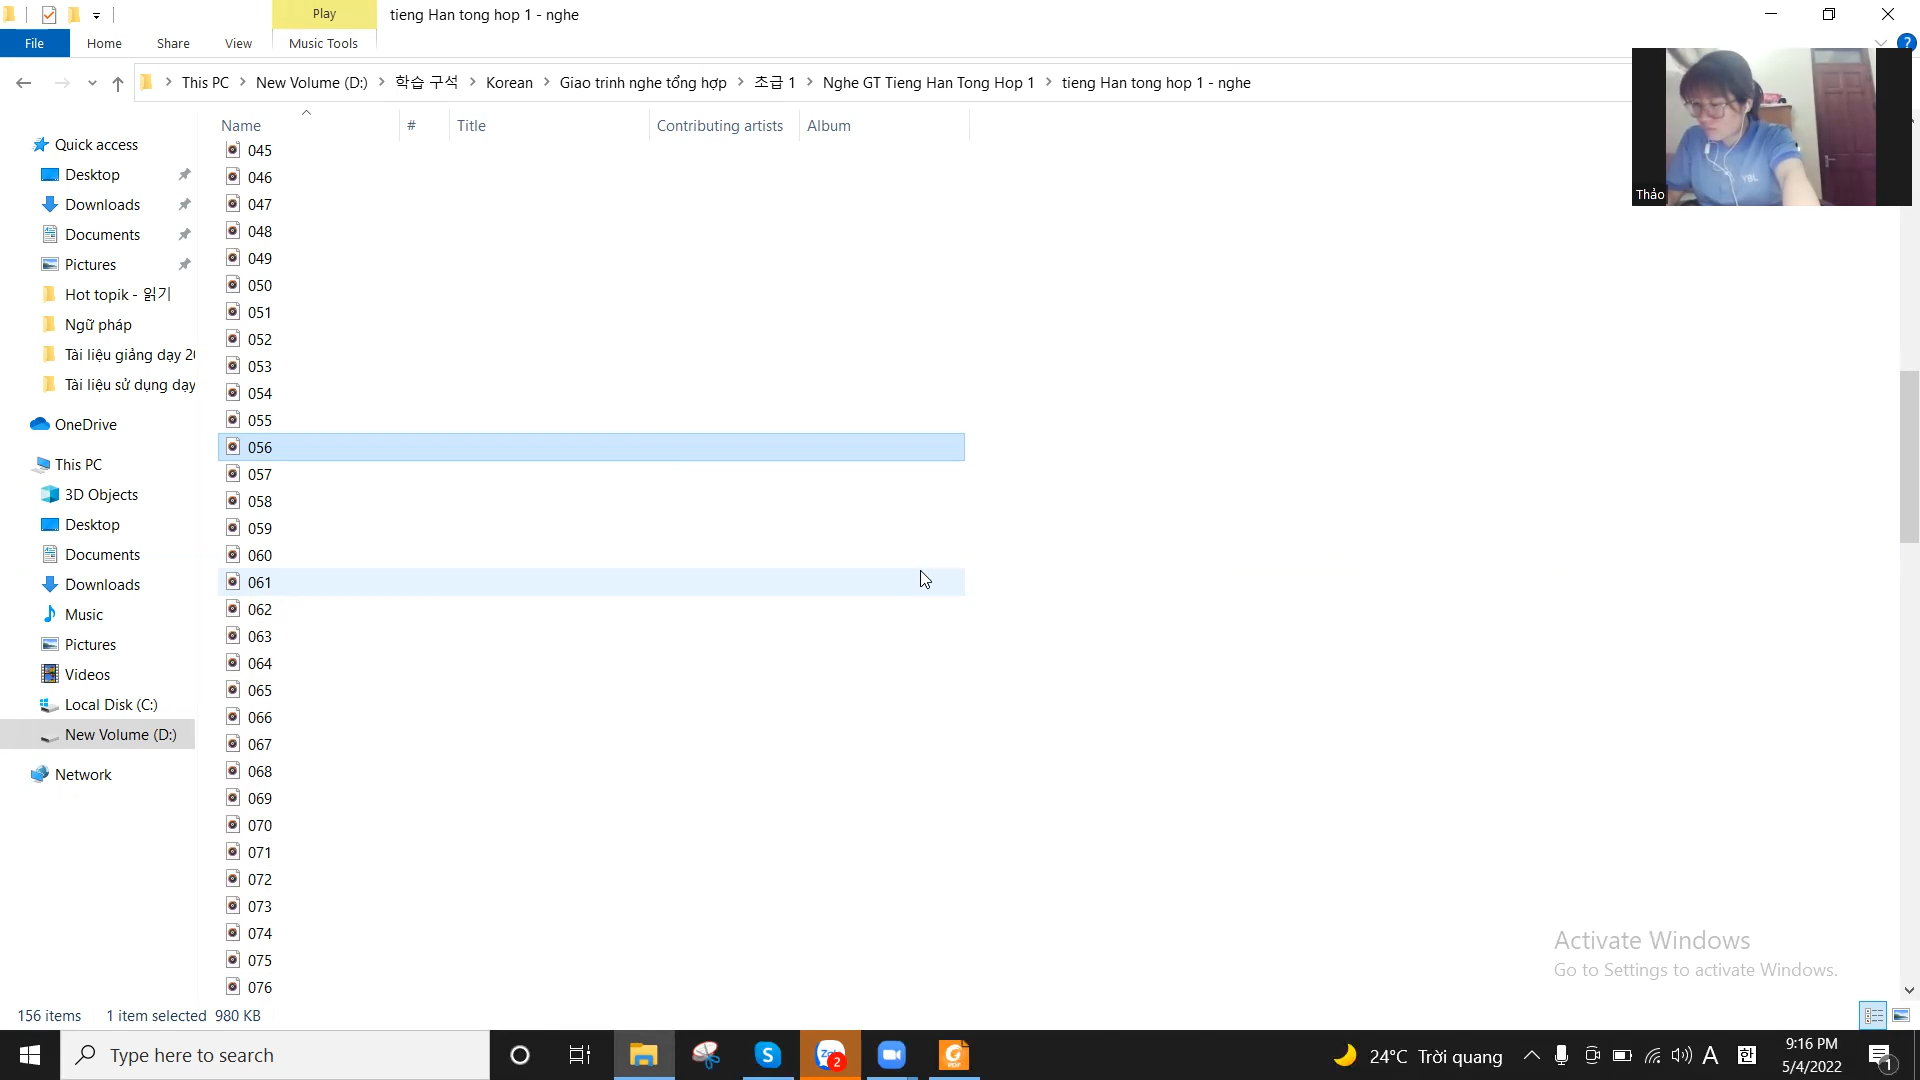 Play
tieng Han tong hop 1 - nghe
File
Home
Share
View
Music Tools
This PC
New Volume (D:)
학습 구석
Korean
Giao trinh nghe tổng hợp
초급 1
Nghe GT Tieng Han Tong Hop 1
tieng Han tong hop 1 - nghe
Thảo
Name
#
Title
Contributing artists
Album
Quick access
Desktop
Downloads
Documents
Pictures
Hot topik - 읽기
Ngữ pháp
Tài liệu giảng dạy 20
Tài liệu sử dụng dạy
OneDrive
This PC
3D Objects
Desktop
Documents
Downloads
Music
Pictures
Videos
Local Disk (C:)
New Volume (D:)
Network
045
046
047
048
049
050
051
052
053
054
055
056
057
058
059
060
061
062
063
064
065
066
067
068
069
070
071
072
073
074
075
076
Activate Windows
Go to Settings to activate Windows.
156 items
1 item selected 980 KB
Type here to search
2
24°C Trời quang
A
한
9:16 PM
5/4/2022
1